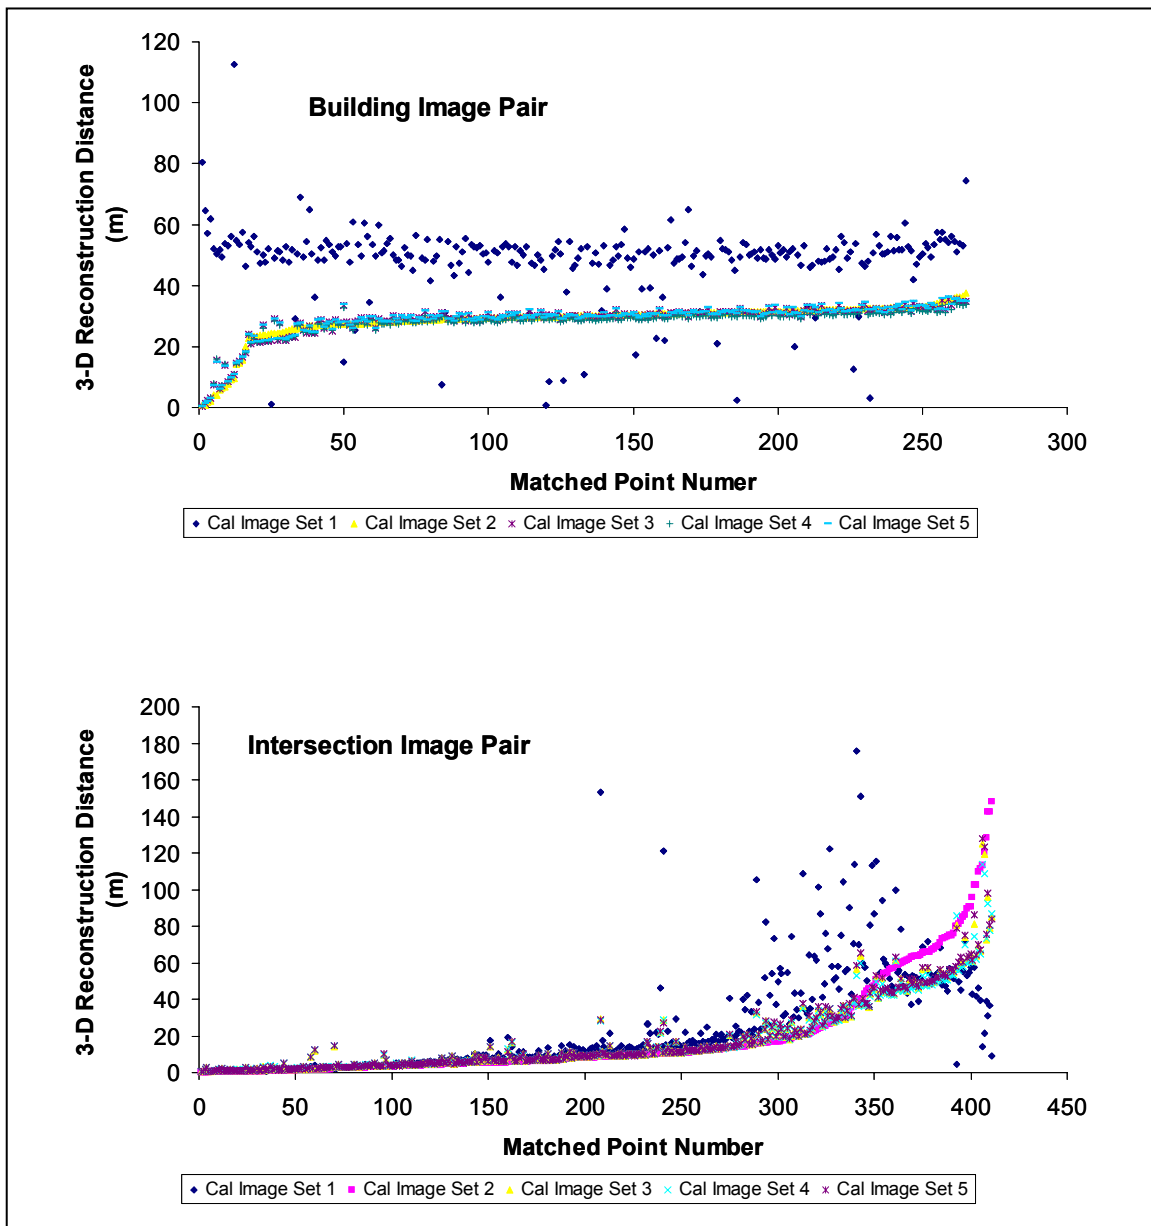 120
100
80
60
40
20
0
3-D Reconstruction Distance
(m)
Building Image Pair
0 50 100 150 200 250 300
Matched Point Numer
Cal Image Set 1 Cal Image Set 2 Cal Image Set 3 Cal Image Set 4 Cal Image Set 5
200
180
160
140
120
100
80
60
40
20
0
3-D Reconstruction Distance
(m)
Intersection Image Pair
0 50 100 150 200 250 300 350 400 450
Matched Point Number
Cal Image Set 1 Cal Image Set 2 Cal Image Set 3 Cal Image Set 4 Cal Image Set 5